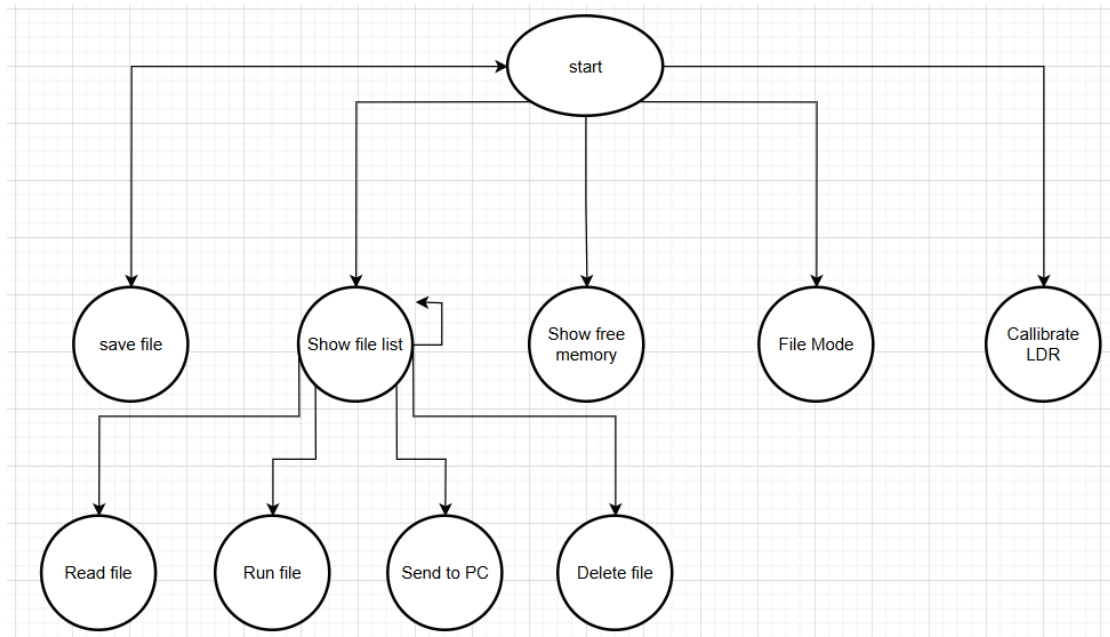 start
save file
Show file list
Show free
memory
File Mode
Callibrate
LDR
Read file
Run file
Send to PC
Delete file